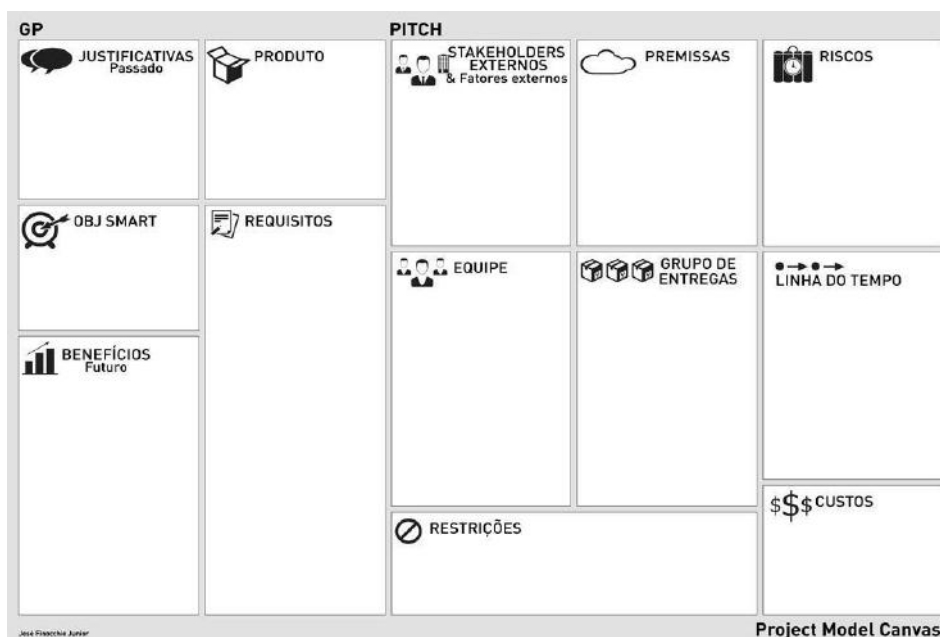 GP
PITCH
JUSTIFICATIVAS
Passado
PRODUTO
STAKEHOLDERS
EXTERNOS
& Fatores externos
PREMISSAS
RISCOS
OBJ SMART
REQUISITOS
EQUIPE
GRUPO DE
ENTREGAS
LINHA DO TEMPO
BENEFÍCIOS
Futuro
$$$ CUSTOS
RESTRIÇÕES
José Finocchio Junior
Project Model Canvas